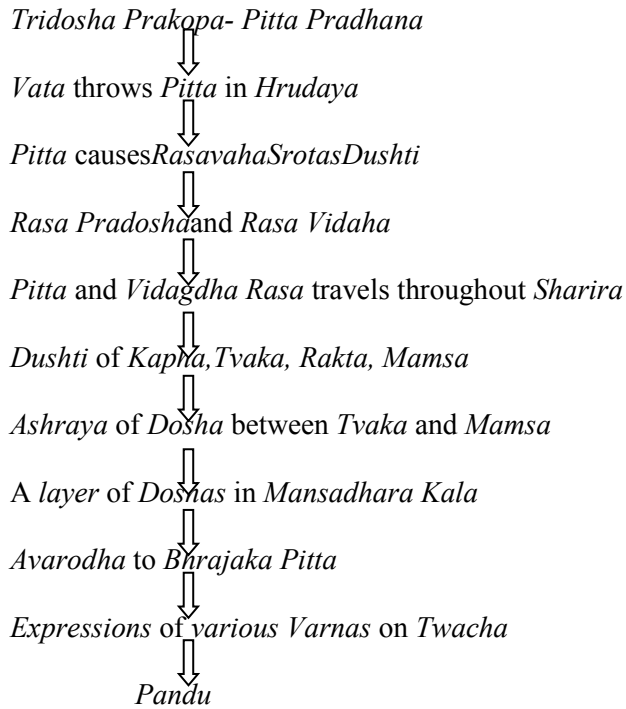 Tridosha Prakopa- Pitta Pradhana
Vata throws Pitta in Hrudaya
Pitta causesRasavahaSrotasDushti
Rasa Pradoshaand Rasa Vidaha
Pitta and Vidagdha Rasa travels throughout Sharira
Dushti of Kapha,Tvaka, Rakta, Mamsa
Ashraya of Dosha between Tvaka and Mamsa
A layer of Doshas in Mansadhara Kala
Avarodha to Bhrajaka Pitta
Expressions of various Varnas on Twacha
Pandu